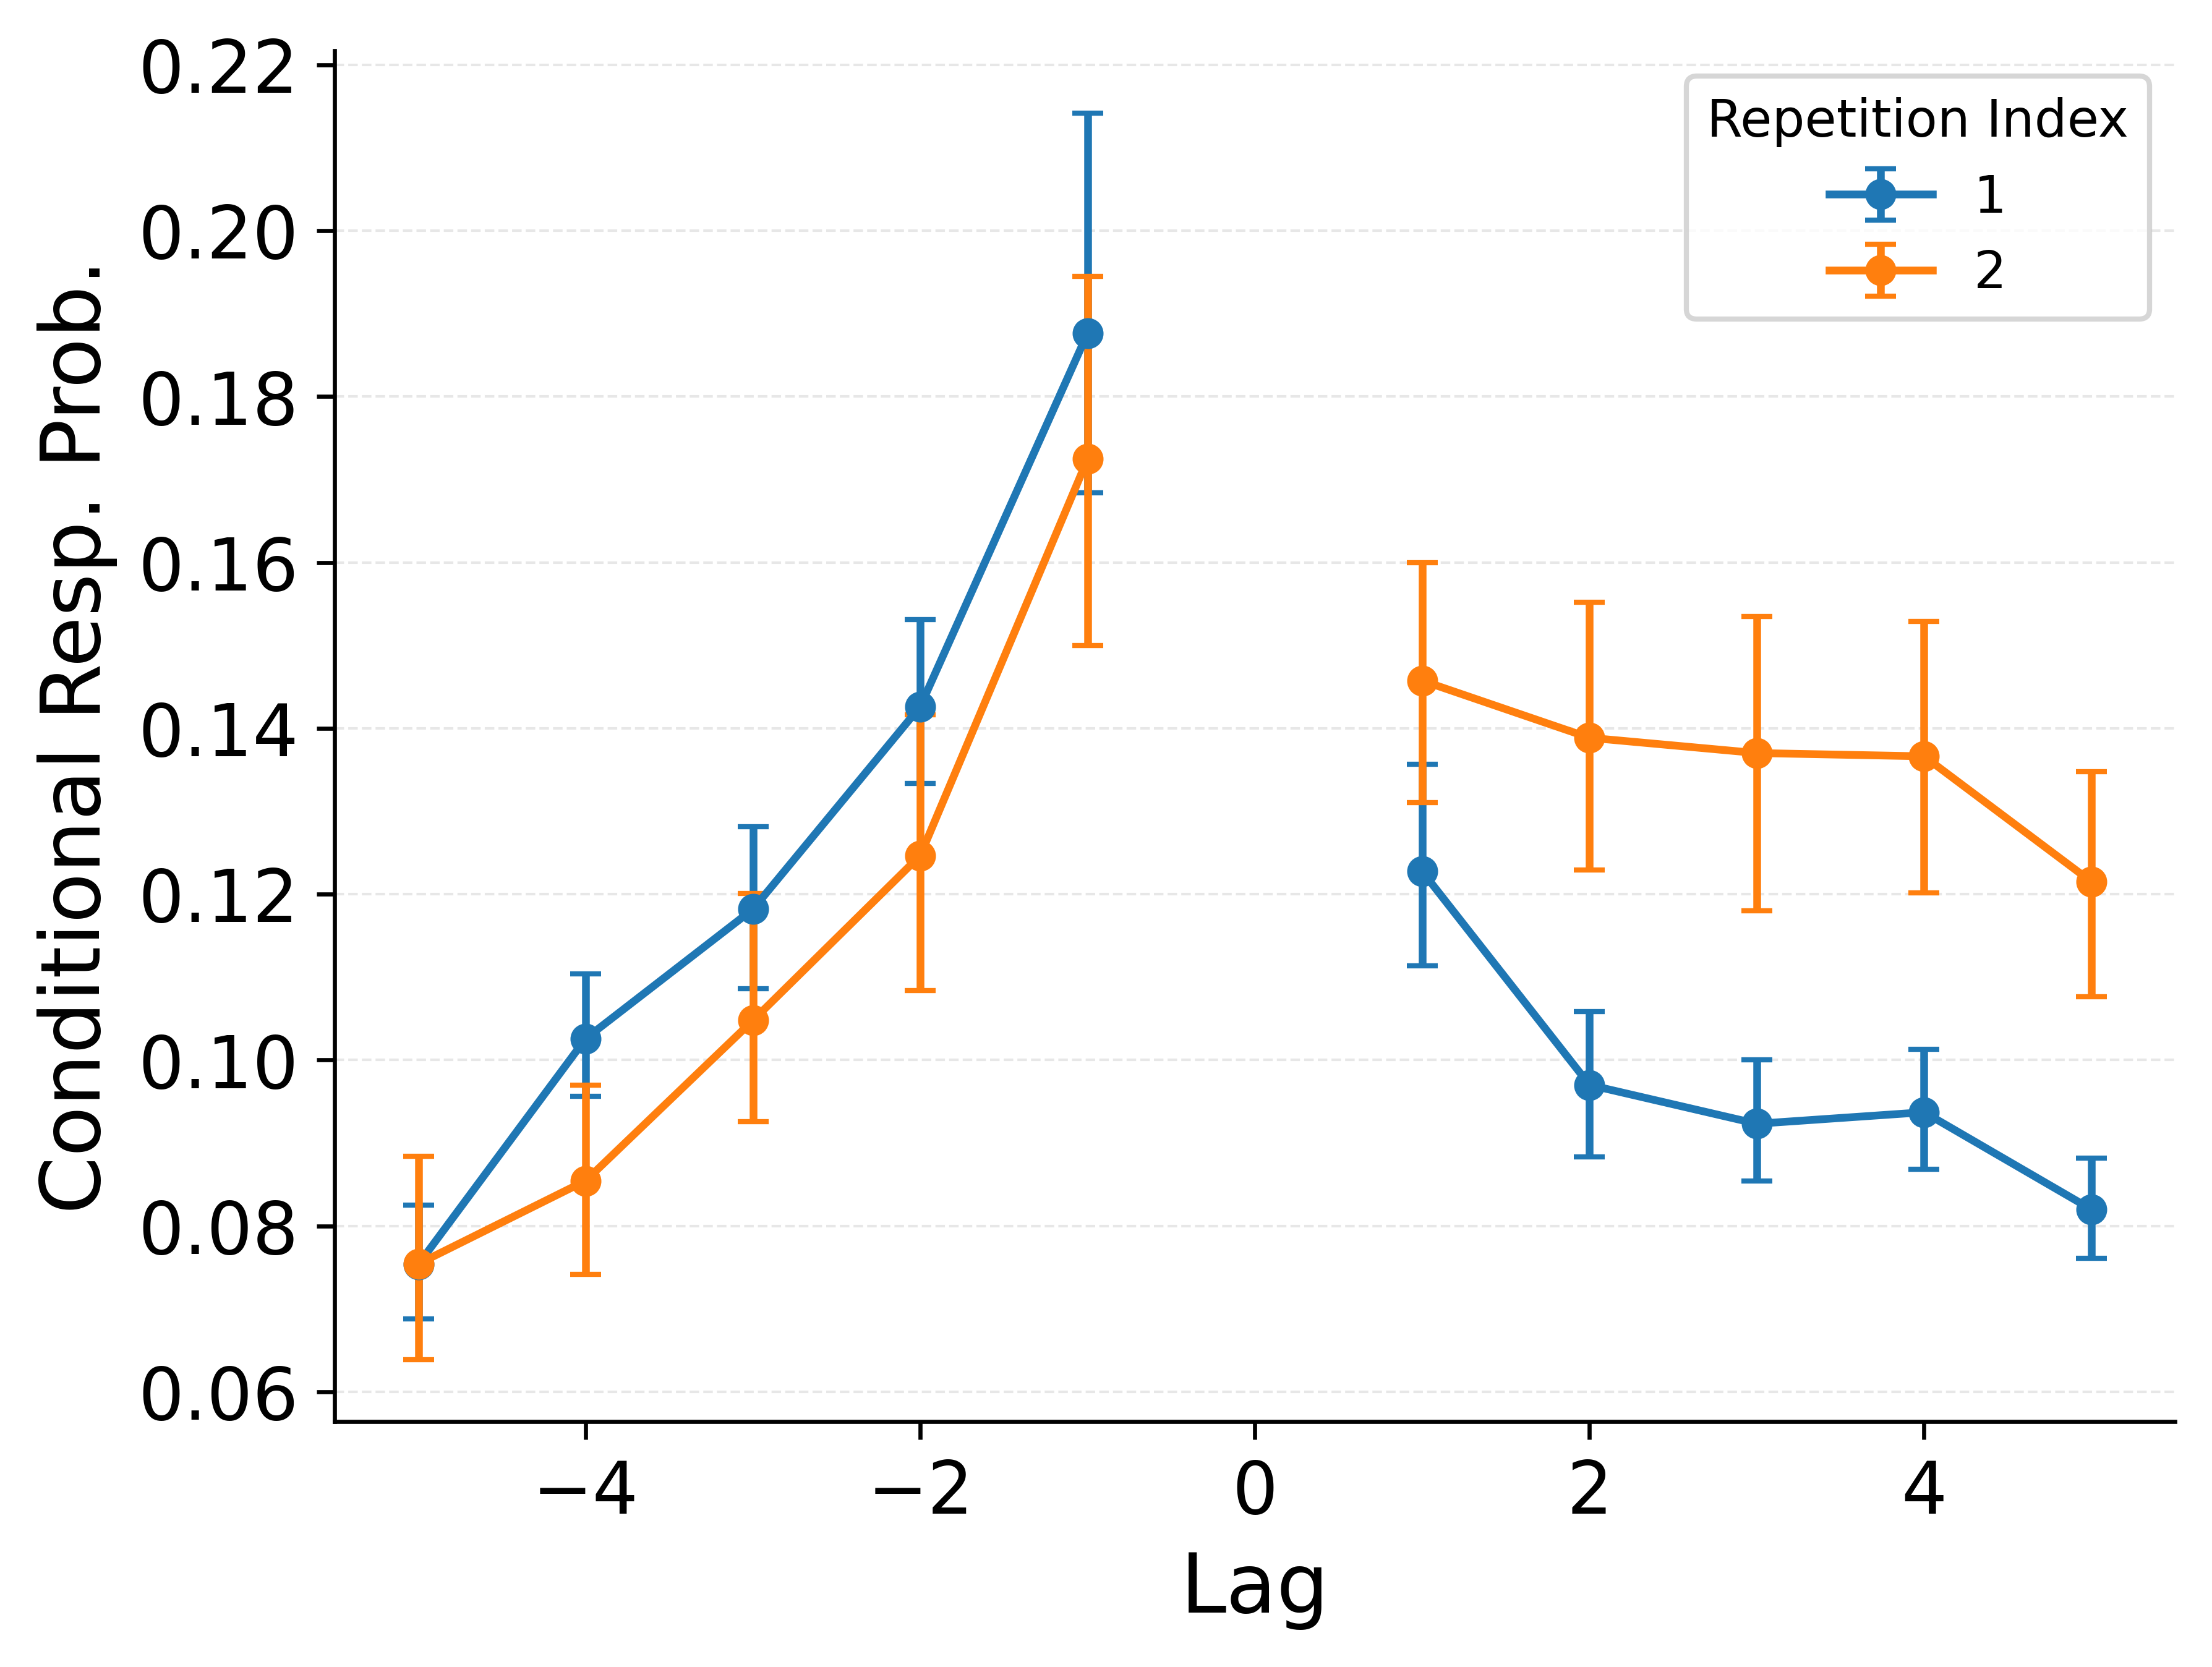 Conditional Resp. Prob.
0.22
0.20
0.18
0.16
0.14
0.12
0.10
0.08
0.06
Repetition Index
1
2
−4 −2 0 2 4
Lag